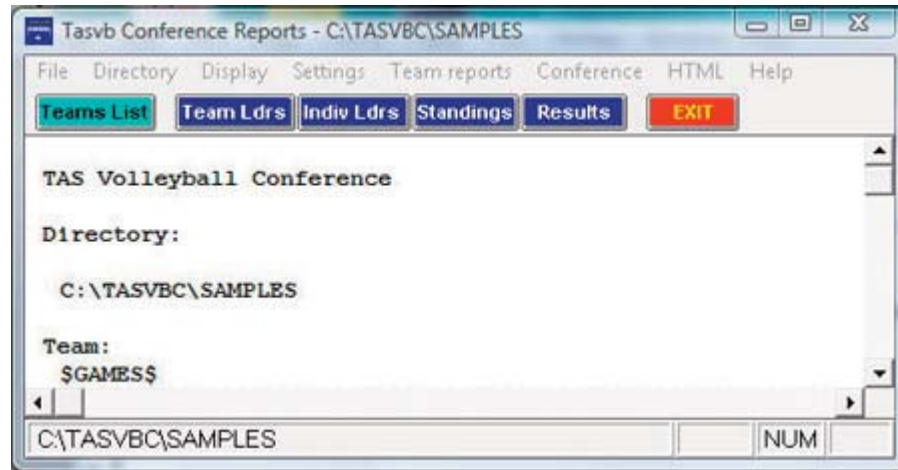 Tasvb Conference Reports - C:\TASVBC\SAMPLES
File Directory Display Settings Team reports Conference HTML Help
Teams List Team Ldrs Indiv Ldrs Standings Results EXIT
TAS Volleyball Conference
Directory:
C:\TASVBC\SAMPLES
Team:
$GAMES$
C:\TASVBC\SAMPLES NUM